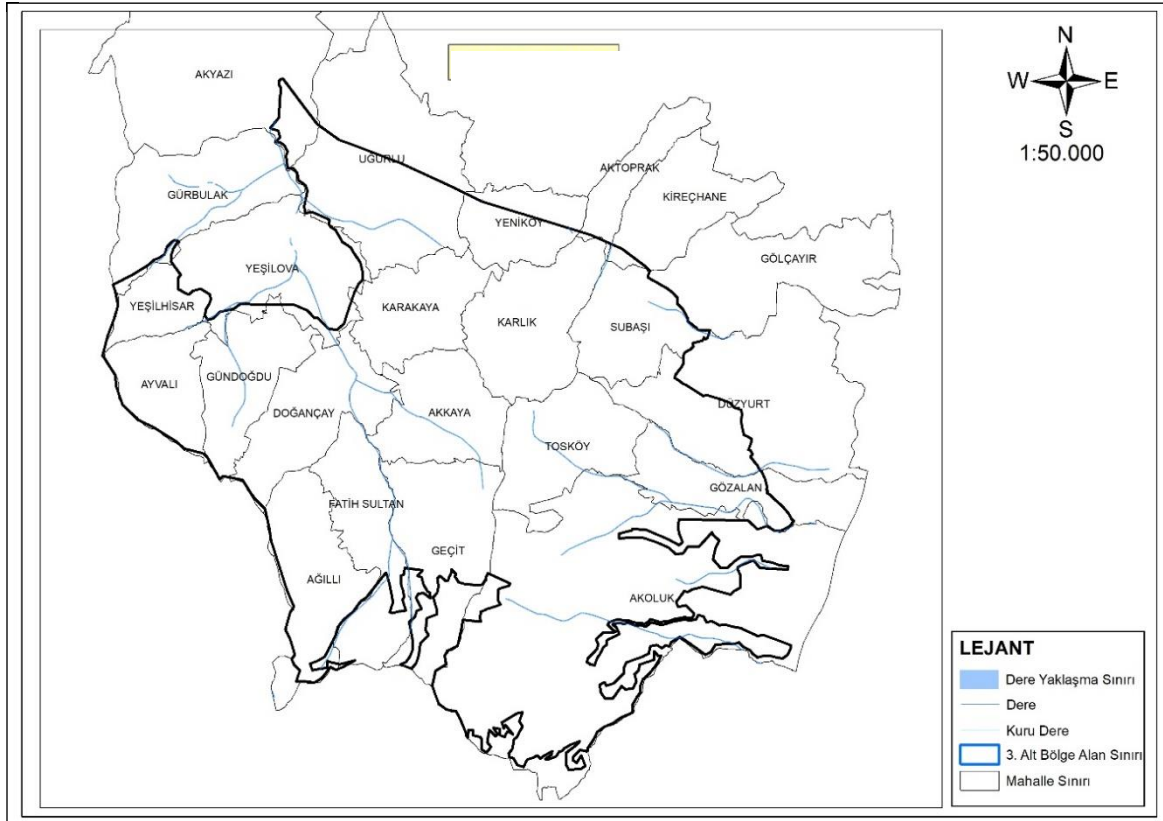 N
W E
S
1:50.000
AKYAZI
UĞURLU
AKTOPRAK
KİREÇHANE
GÜRBULAK
YENİKÖY
GÖLÇAYIR
YEŞİLOVA
YEŞİLHİSAR
KARAKAYA
KARLIK
SUBAŞI
AYVALI
GÜNDOĞDU
DOĞANÇAY
AKKAYA
DÜZYURT
TOSKÖY
GÖZALAN
FATİH SULTAN
GEÇİT
AĞILLI
AKOLUK
LEJANT
Dere Yaklaşma Sınırı
Dere
Kuru Dere
3. Alt Bölge Alan Sınırı
Mahalle Sınırı